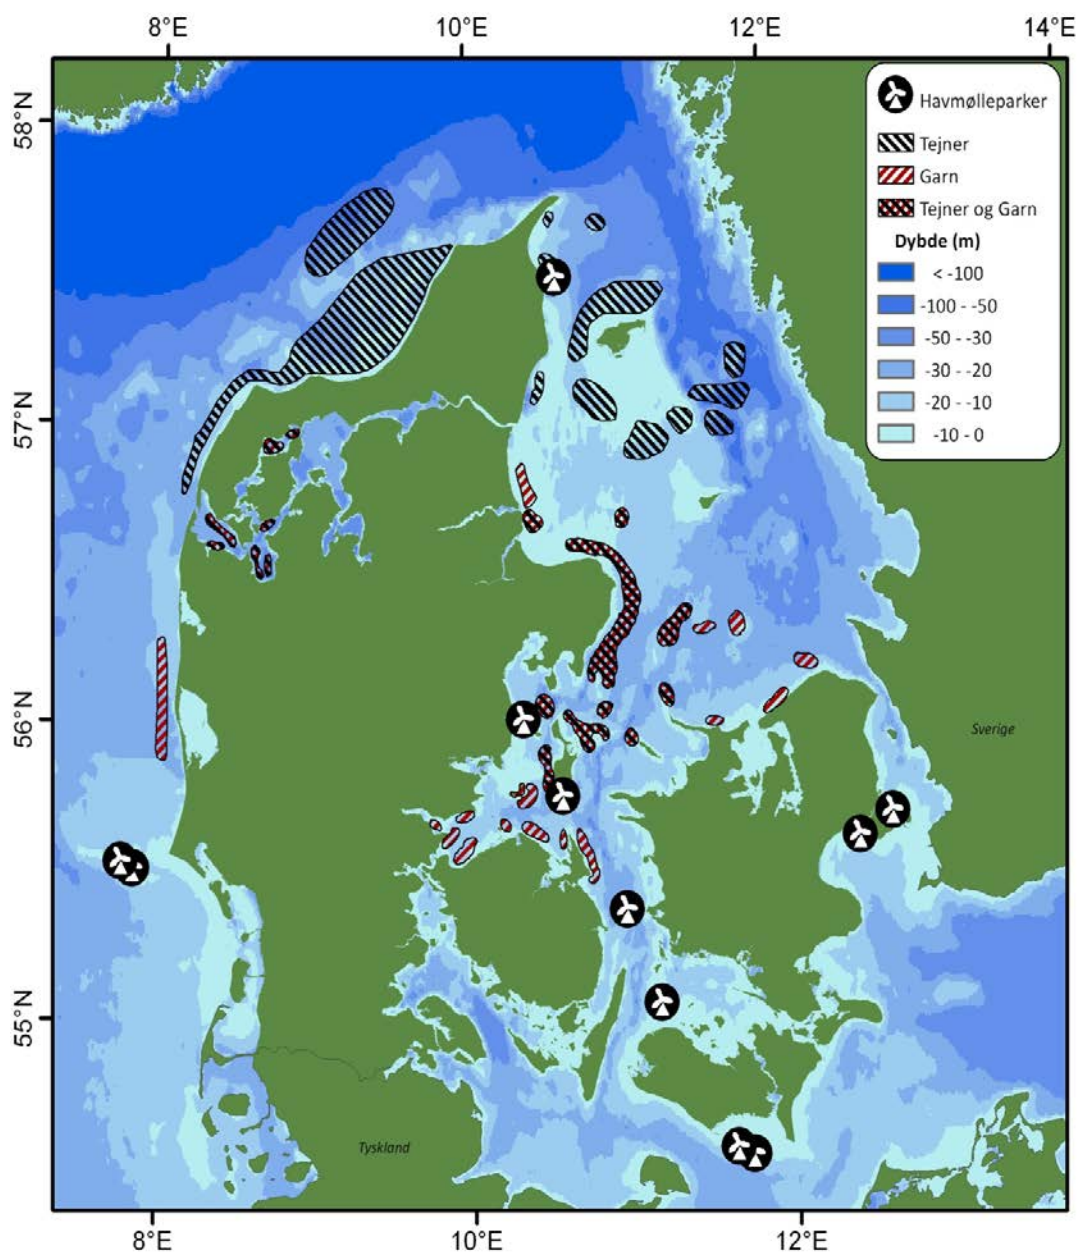 8°E 10°E 12°E 14°E
58°N
57°N
56°N
55°N
Havmølleparker
Tejner
Garn
Tejner og Garn
Dybde (m)
< -100
-100 - -50
-50 - -30
-30 - -20
-20 - -10
-10 - 0
Sverige
Tyskland
8°E 10°E 12°E